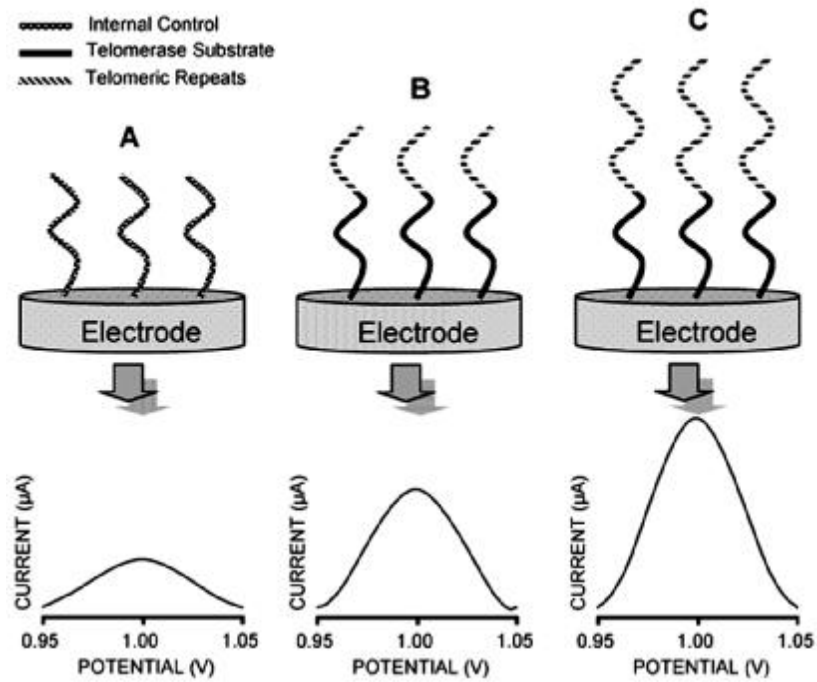 Internal Control
Telomerase Substrate
Telomeric Repeats
A
B
C
Electrode
Electrode
Electrode
CURRENT (µA)
0.95 1.00 1.05
POTENTIAL (V)
CURRENT (µA)
0.95 1.00 1.05
POTENTIAL (V)
CURRENT (µA)
0.95 1.00 1.05
POTENTIAL (V)